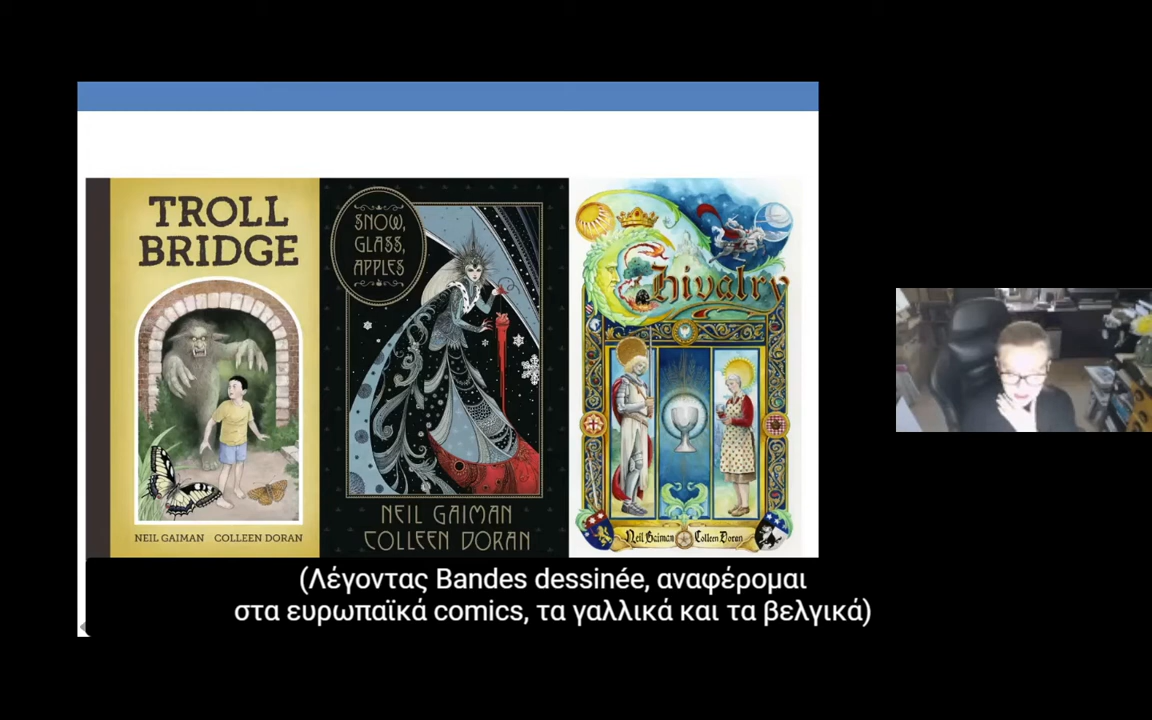 TROLL
BRIDGE
NEIL GAIMAN COLLEEN DORAN
SNOW,
GLASS,
APPLES
NEIL GAIMAN
COLLEEN DORAN
Chivalry
Neil Gaiman Colleen Doran
(Λέγοντας Bandes dessinée, αναφέρομαι
στα ευρωπαϊκά comics, τα γαλλικά και τα βελγικά)